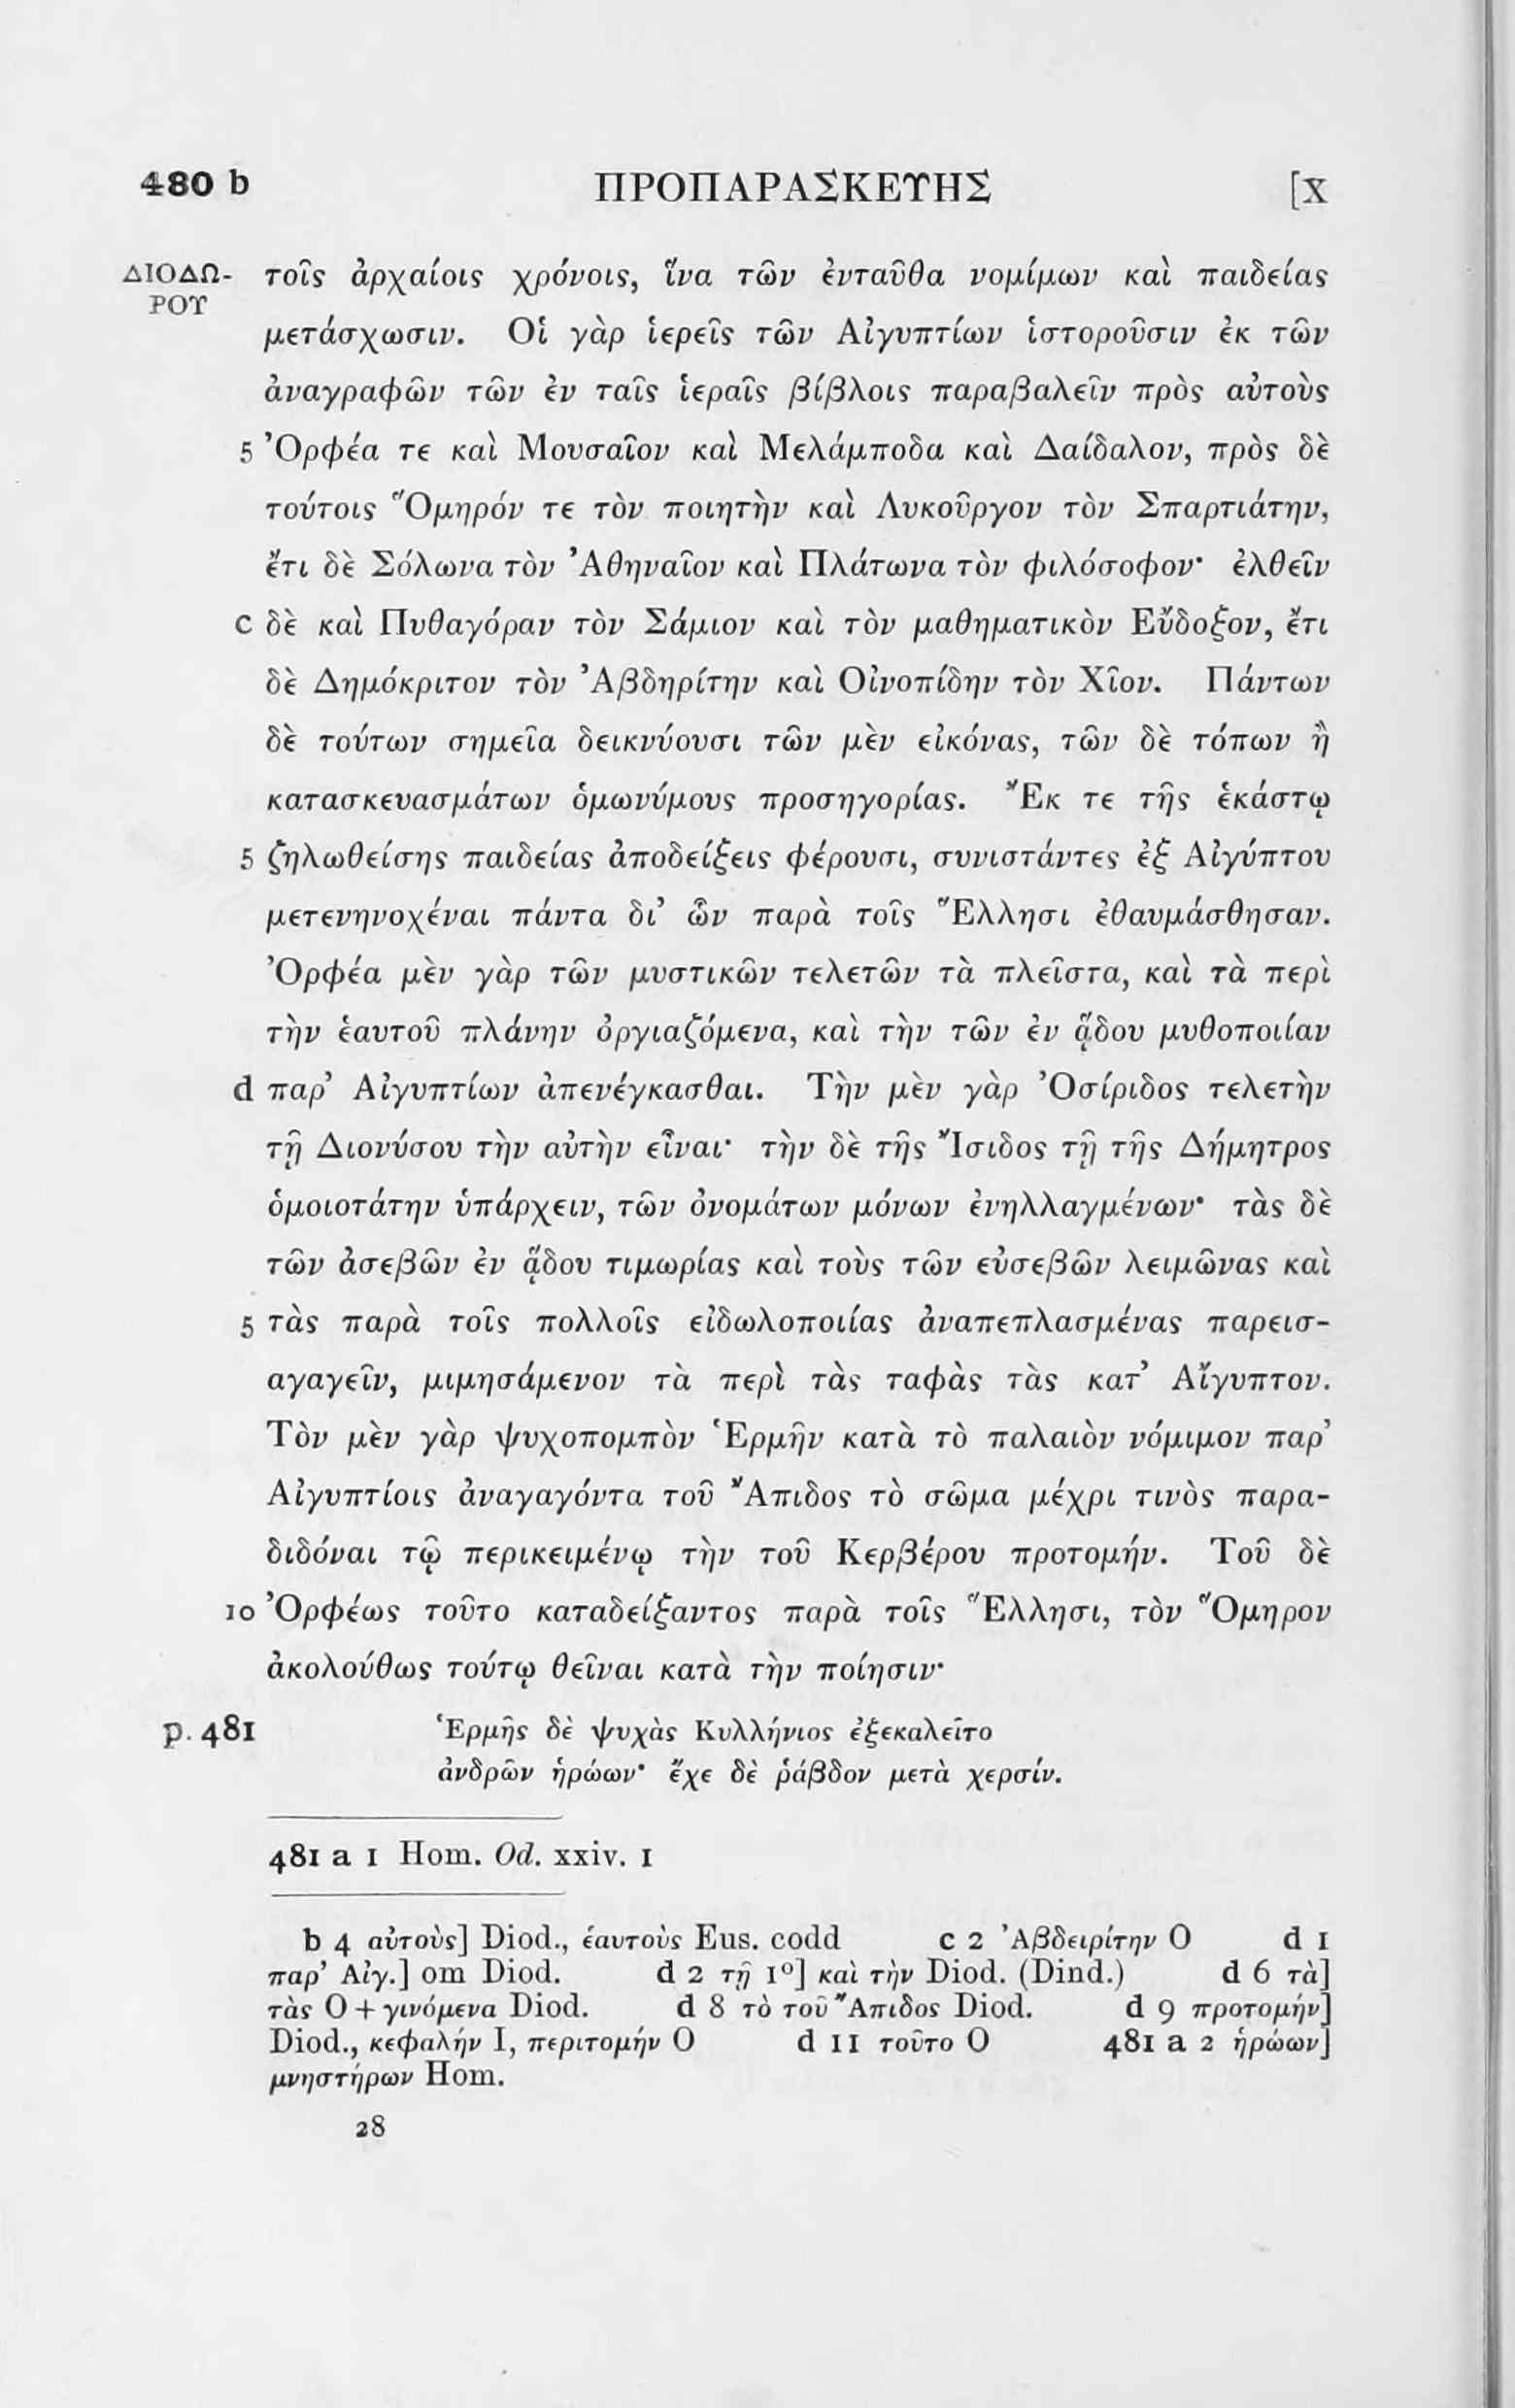 480 b ΠΡΟΠΑΡΑΣΚΕΥΗΣ [X
ΔΙΟΔΩ- τοῖς ἀρχαίοις χρόνοις, ἵνα τῶν ἐνταῦθα νομίμων καὶ παιδείας
ΡΟΥ
μετάσχωσιν. Οἱ γὰρ ἱερεῖς τῶν Αἰγυπτίων ἱστοροῦσιν ἐκ τῶν
ἀναγραφῶν τῶν ἐν ταῖς ἱεραῖς βίβλοις παραβαλεῖν πρὸς αὐτοὺς
5 Ὀρφέα τε καὶ Μουσαῖον καὶ Μελάμποδα καὶ Δαίδαλον, πρὸς δὲ
τούτοις Ὅμηρόν τε τὸν ποιητὴν καὶ Λυκοῦργον τὸν Σπαρτιάτην,
ἔτι δὲ Σόλωνα τὸν Ἀθηναῖον καὶ Πλάτωνα τὸν φιλόσοφον· ἐλθεῖν
c δὲ καὶ Πυθαγόραν τὸν Σάμιον καὶ τὸν μαθηματικὸν Εὔδοξον, ἔτι
δὲ Δημόκριτον τὸν Ἀβδηρίτην καὶ Οἰνοπίδην τὸν Χῖον. Πάντων
δὲ τούτων σημεῖα δεικνύουσι τῶν μὲν εἰκόνας, τῶν δὲ τόπων ἢ
κατασκευασμάτων ὁμωνύμους προσηγορίας. Ἔκ τε τῆς ἑκάστῳ
5 ζηλωθείσης παιδείας ἀποδείξεις φέρουσι, συνιστάντες ἐξ Αἰγύπτου
μετενηνοχέναι πάντα δι’ ὧν παρὰ τοῖς Ἕλλησι ἐθαυμάσθησαν.
Ὀρφέα μὲν γὰρ τῶν μυστικῶν τελετῶν τὰ πλεῖστα, καὶ τὰ περὶ
τὴν ἑαυτοῦ πλάνην ὀργιαζόμενα, καὶ τὴν τῶν ἐν ᾅδου μυθοποιίαν
d παρ’ Αἰγυπτίων ἀπενέγκασθαι. Τὴν μὲν γὰρ Ὀσίριδος τελετὴν
τῇ Διονύσου τὴν αὐτὴν εἶναι· τὴν δὲ τῆς Ἴσιδος τῇ τῆς Δήμητρος
ὁμοιοτάτην ὑπάρχειν, τῶν ὀνομάτων μόνων ἐνηλλαγμένων· τὰς δὲ
τῶν ἀσεβῶν ἐν ᾅδου τιμωρίας καὶ τοὺς τῶν εὐσεβῶν λειμῶνας καὶ
5 τὰς παρὰ τοῖς πολλοῖς εἰδωλοποιίας ἀναπεπλασμένας παρεισ-
αγαγεῖν, μιμησάμενον τὰ περὶ τὰς ταφὰς τὰς κατ’ Αἴγυπτον.
Τὸν μὲν γὰρ ψυχοπομπὸν Ἑρμῆν κατὰ τὸ παλαιὸν νόμιμον παρ’
Αἰγυπτίοις ἀναγαγόντα τοῦ Ἄπιδος τὸ σῶμα μέχρι τινὸς παρα-
διδόναι τῷ περικειμένῳ τὴν τοῦ Κερβέρου προτομήν. Τοῦ δὲ
10 Ὀρφέως τοῦτο καταδείξαντος παρὰ τοῖς Ἕλλησι, τὸν Ὅμηρον
ἀκολούθως τούτῳ θεῖναι κατὰ τὴν ποίησιν·
p. 481 Ἑρμῆς δὲ ψυχὰς Κυλλήνιος ἐξεκαλεῖτο
ἀνδρῶν ἡρώων· ἔχε δὲ ῥάβδον μετὰ χερσίν.
481 a 1 Hom. Od. xxiv. 1
b 4 αὐτοὺς] Diod., ἑαυτοὺς Eus. codd c 2 Ἀβδειρίτην O d 1
παρ’ Αἰγ.] om Diod. d 2 τῇ 1°] καὶ τὴν Diod. (Dind.) d 6 τὰ]
τὰς O + γινόμενα Diod. d 8 τὸ τοῦ Ἄπιδος Diod. d 9 προτομήν]
Diod., κεφαλήν I, περιτομήν O d 11 τοῦτο O 481 a 2 ἡρώων]
μνηστήρων Hom.
28